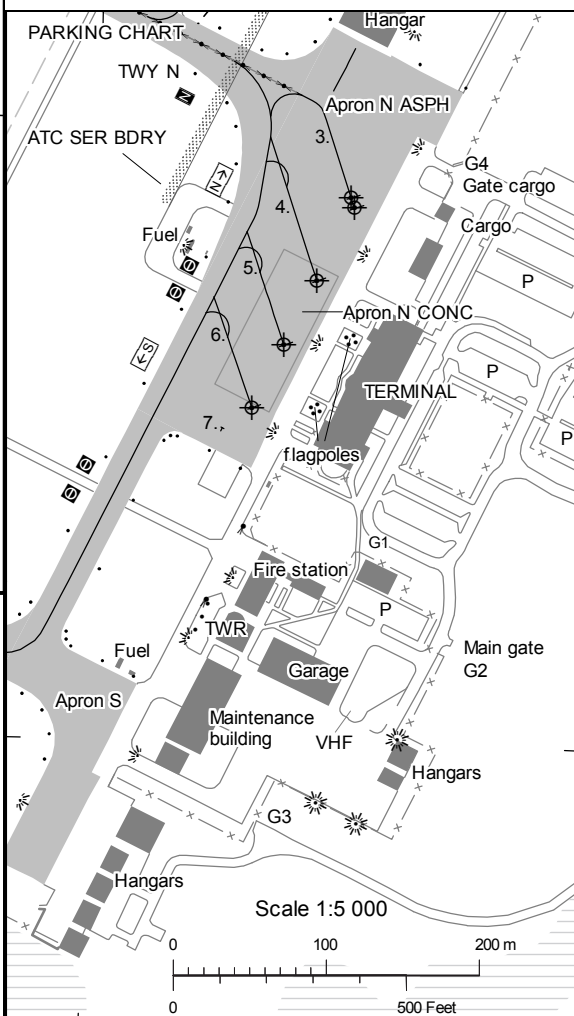 PARKING CHART
Hangar
TWY N
N
Apron N ASPH
3.
ATC SER BDRY
G4
Gate cargo
N→
4.
Cargo
Fuel
5.
P
Apron N CONC
6.
←S
P
TERMINAL
7.
P
flagpoles
G1
Fire station
P
TWR
Main gate
G2
Fuel
Garage
Apron S
Maintenance
building
VHF
Hangars
G3
Hangars
Scale 1:5 000
0 100 200 m
0 500 Feet